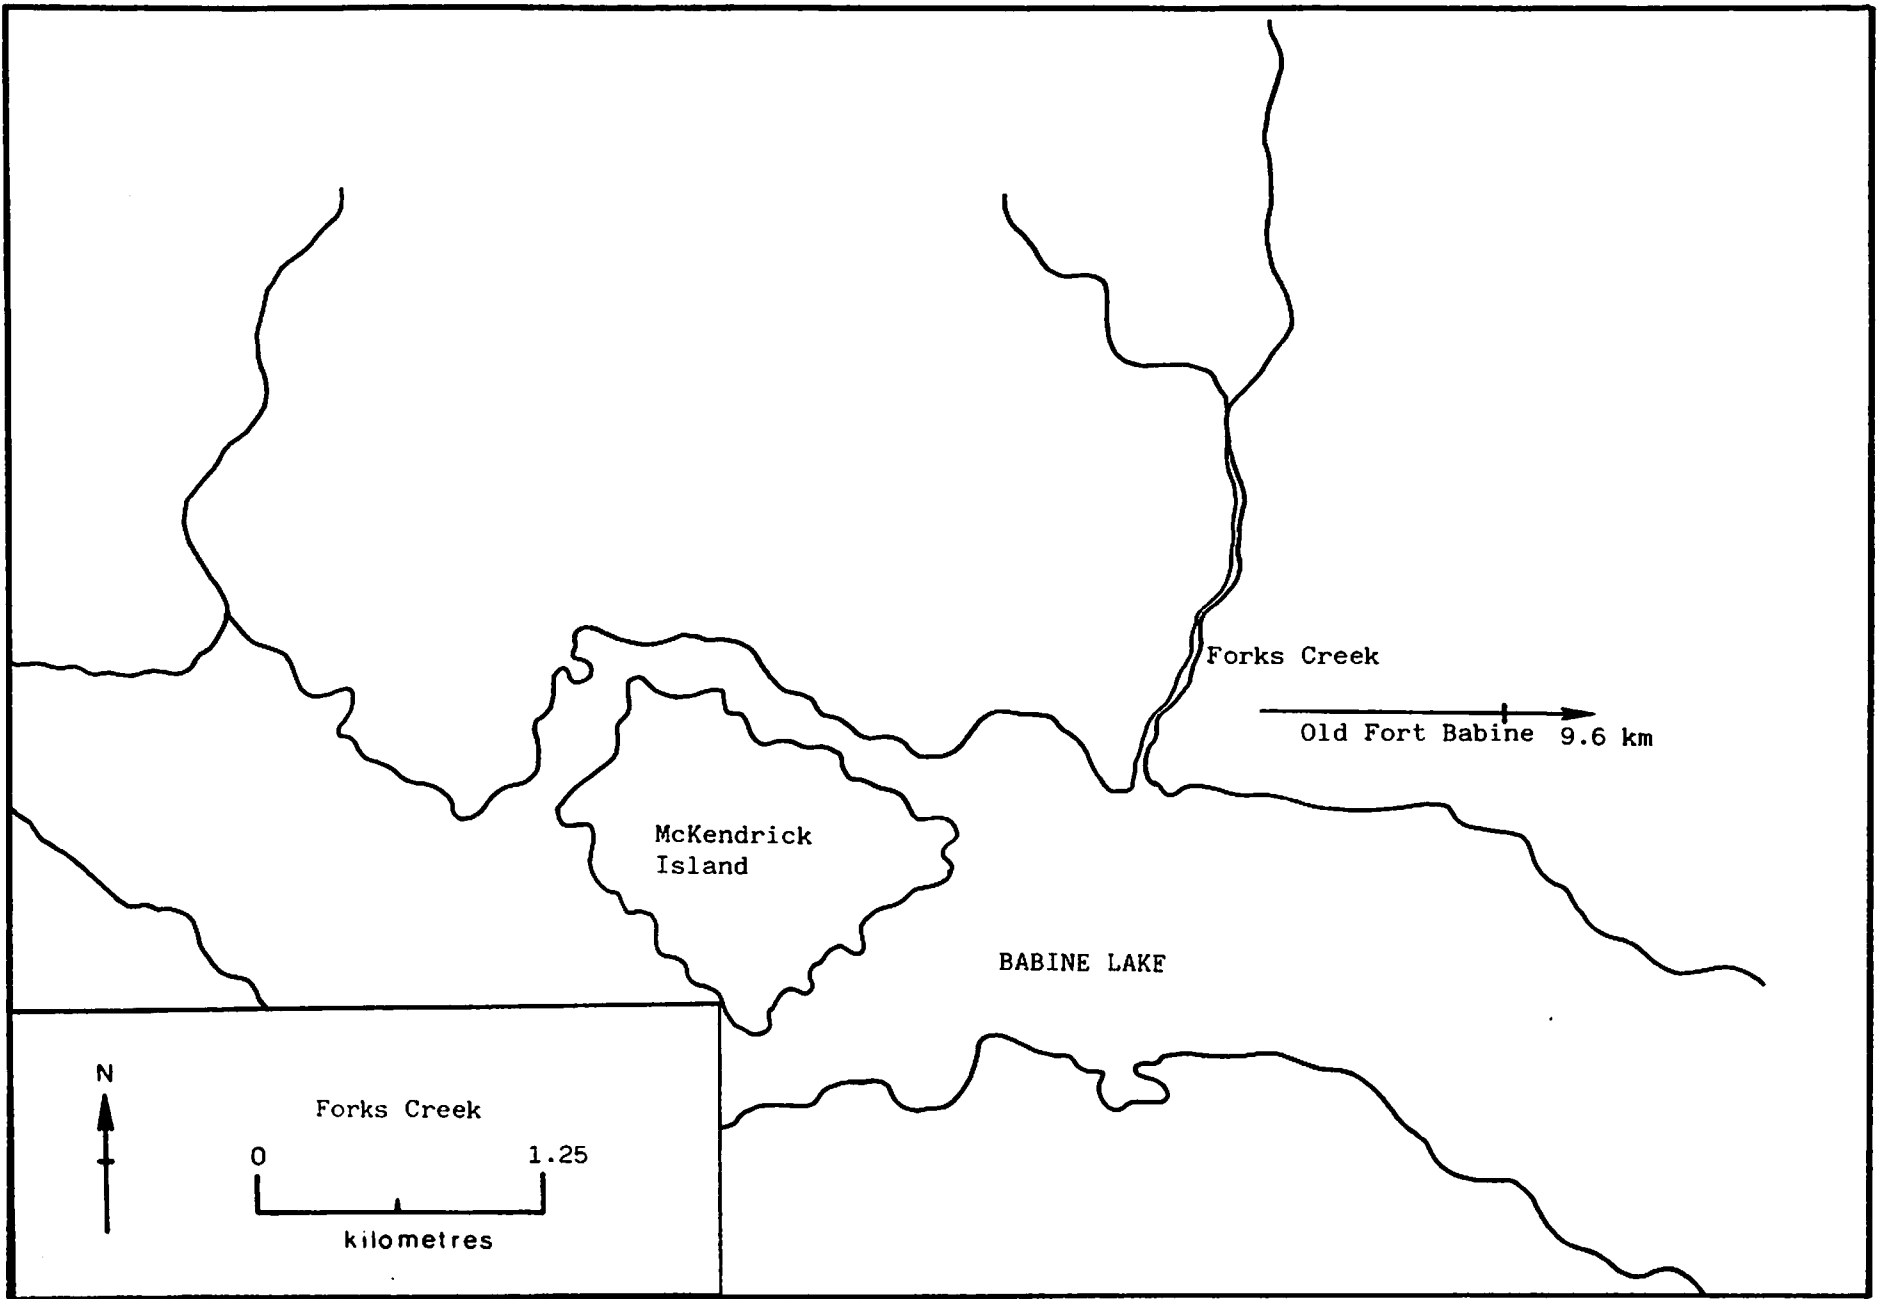 Forks Creek
Old Fort Babine 9.6 km
McKendrick
Island
BABINE LAKE
N
Forks Creek
0 1.25
kilometres